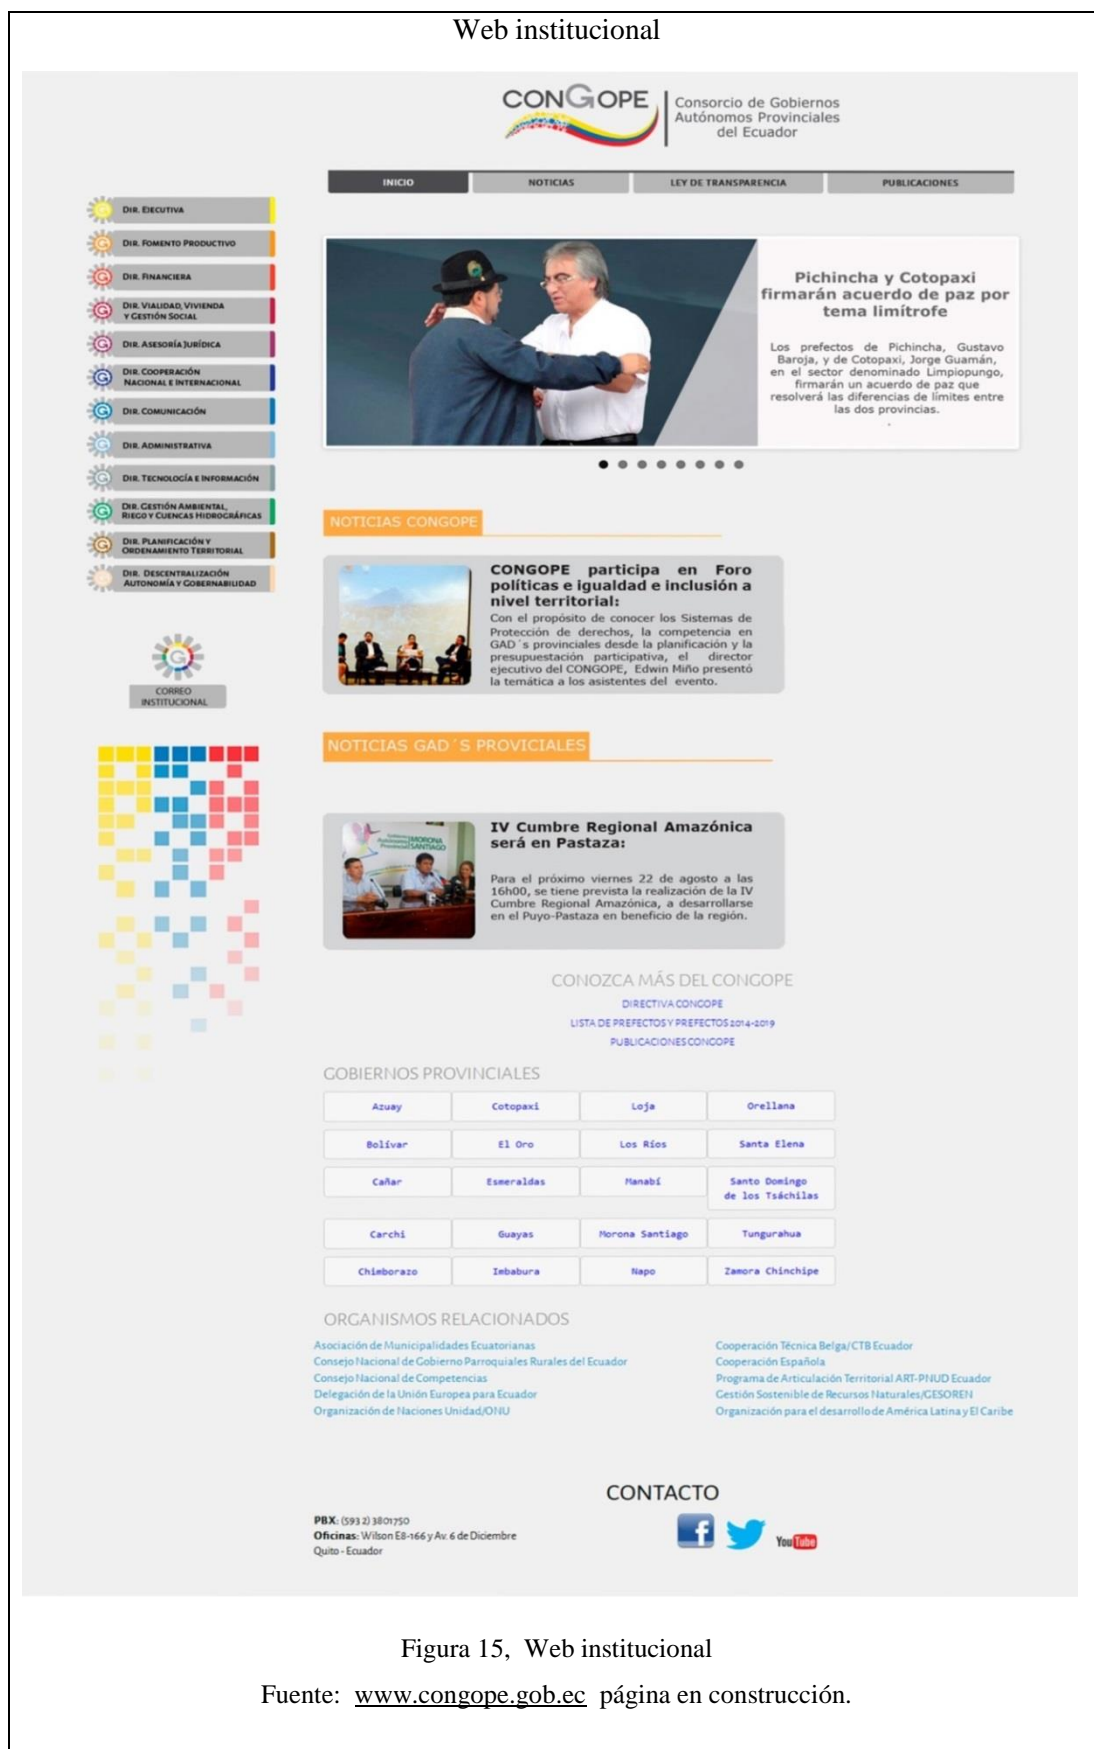 Web institucional
CONGOPE
Consorcio de Gobiernos
Autónomos Provinciales
del Ecuador
INICIO
NOTICIAS
LEY DE TRANSPARENCIA
PUBLICACIONES
DIR. EJECUTIVA
DIR. FOMENTO PRODUCTIVO
DIR. FINANCIERA
DIR. VIALIDAD, VIVIENDA
Y GESTIÓN SOCIAL
DIR. ASESORÍA JURÍDICA
DIR. COOPERACIÓN
NACIONAL E INTERNACIONAL
DIR. COMUNICACIÓN
DIR. ADMINISTRATIVA
DIR. TECNOLOGÍA E INFORMACIÓN
DIR. GESTIÓN AMBIENTAL,
RIEGO Y CUENCAS HIDROGRÁFICAS
DIR. PLANIFICACIÓN Y
ORDENAMIENTO TERRITORIAL
DIR. DESCENTRALIZACIÓN
AUTONOMÍA Y GOBERNABILIDAD
CORREO
INSTITUCIONAL
Pichincha y Cotopaxi
firmarán acuerdo de paz por
tema limítrofe
Los prefectos de Pichincha, Gustavo
Baroja, y de Cotopaxi, Jorge Guamán,
en el sector denominado Limpiopungo,
firmarán un acuerdo de paz que
resolverá las diferencias de límites entre
las dos provincias.
.
NOTICIAS CONGOPE
CONGOPE participa en Foro
políticas e igualdad e inclusión a
nivel territorial:
Con el propósito de conocer los Sistemas de
Protección de derechos, la competencia en
GAD´s provinciales desde la planificación y la
presupuestación participativa, el director
ejecutivo del CONGOPE, Edwin Miño presentó
la temática a los asistentes del evento.
NOTICIAS GAD´S PROVICIALES
Gobierno
Autónomo
Provincial
MORONA
SANTIAGO
IV Cumbre Regional Amazónica
será en Pastaza:
Para el próximo viernes 22 de agosto a las
16h00, se tiene prevista la realización de la IV
Cumbre Regional Amazónica, a desarrollarse
en el Puyo-Pastaza en beneficio de la región.
CONOZCA MÁS DEL CONGOPE
DIRECTIVA CONGOPE
LISTA DE PREFECTOS Y PREFECTOS 2014-2019
PUBLICACIONES CONGOPE
GOBIERNOS PROVINCIALES
Azuay Cotopaxi Loja Orellana
Bolívar El Oro Los Ríos Santa Elena
Cañar Esmeraldas Manabí Santo Domingo
de los Tsáchilas
Carchi Guayas Morona Santiago Tungurahua
Chimborazo Imbabura Napo Zamora Chinchipe
ORGANISMOS RELACIONADOS
Asociación de Municipalidades Ecuatorianas
Consejo Nacional de Gobierno Parroquiales Rurales del Ecuador
Consejo Nacional de Competencias
Delegación de la Unión Europea para Ecuador
Organización de Naciones Unidad/ONU
Cooperación Técnica Belga/CTB Ecuador
Cooperación Española
Programa de Articulación Territorial ART-PNUD Ecuador
Gestión Sostenible de Recursos Naturales/GESOREN
Organización para el desarrollo de América Latina y El Caribe
CONTACTO
PBX: (593 2) 3801750
Oficinas: Wilson E8-166 y Av. 6 de Diciembre
Quito - Ecuador
f
You Tube
Figura 15, Web institucional
Fuente: www.congope.gob.ec página en construcción.